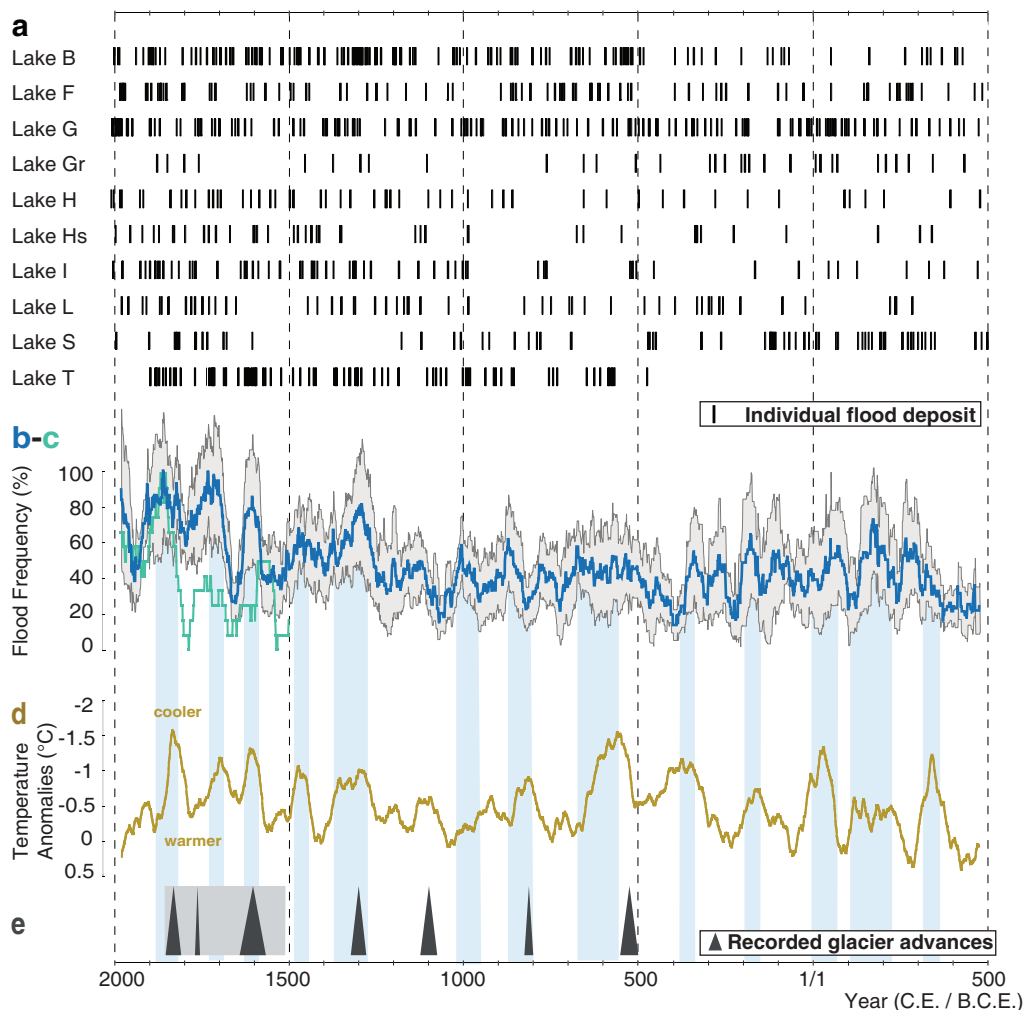 a
Lake B
Lake F
Lake G
Lake Gr
Lake H
Lake Hs
Lake I
Lake L
Lake S
Lake T
Individual flood deposit
b-c
Flood Frequency (%)
100
80
60
40
20
0
d
Temperature
Anomalies (°C)
-2
-1.5
-1
-0.5
0
0.5
cooler
warmer
e
Recorded glacier advances
2000 1500 1000 500 1/1 500
Year (C.E. / B.C.E.)